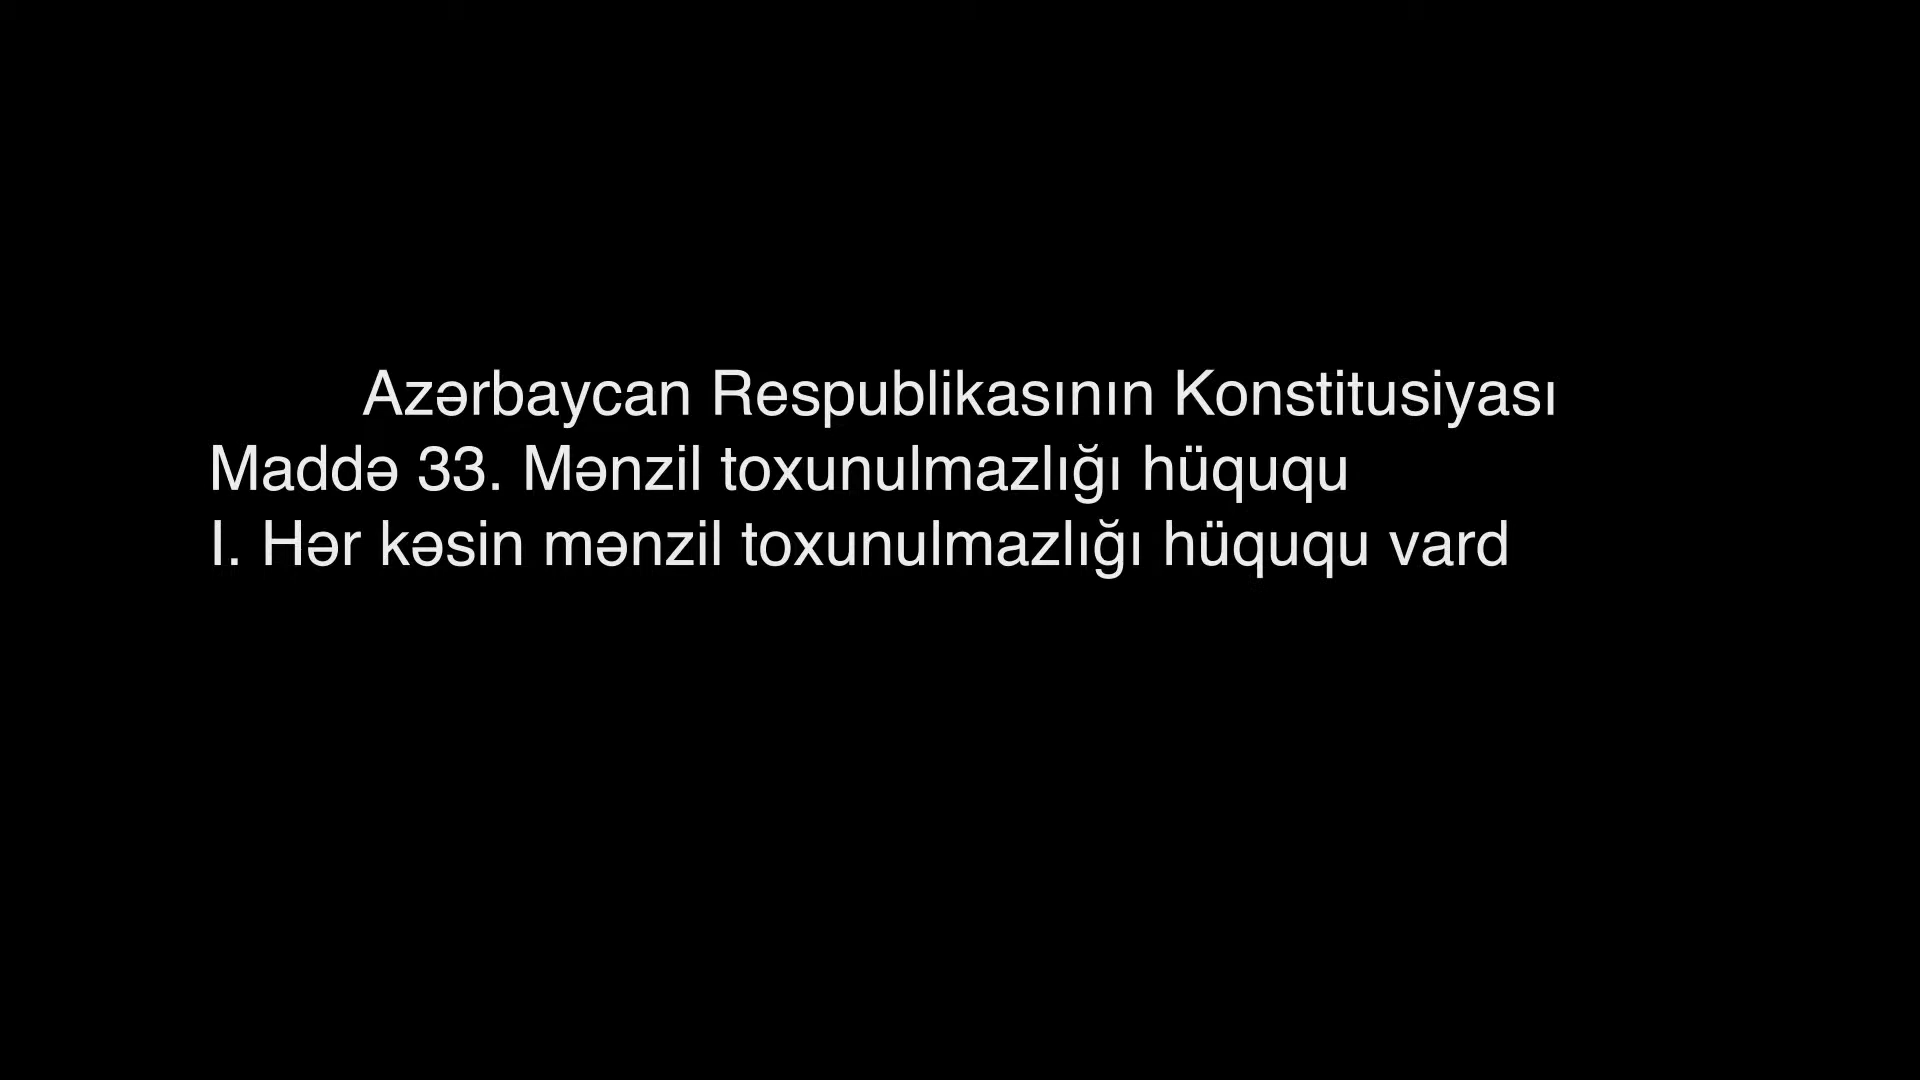 Azərbaycan Respublikasının Konstitusiyası
Maddə 33. Mənzil toxunulmazlığı hüququ
I. Hər kəsin mənzil toxunulmazlığı hüququ vard